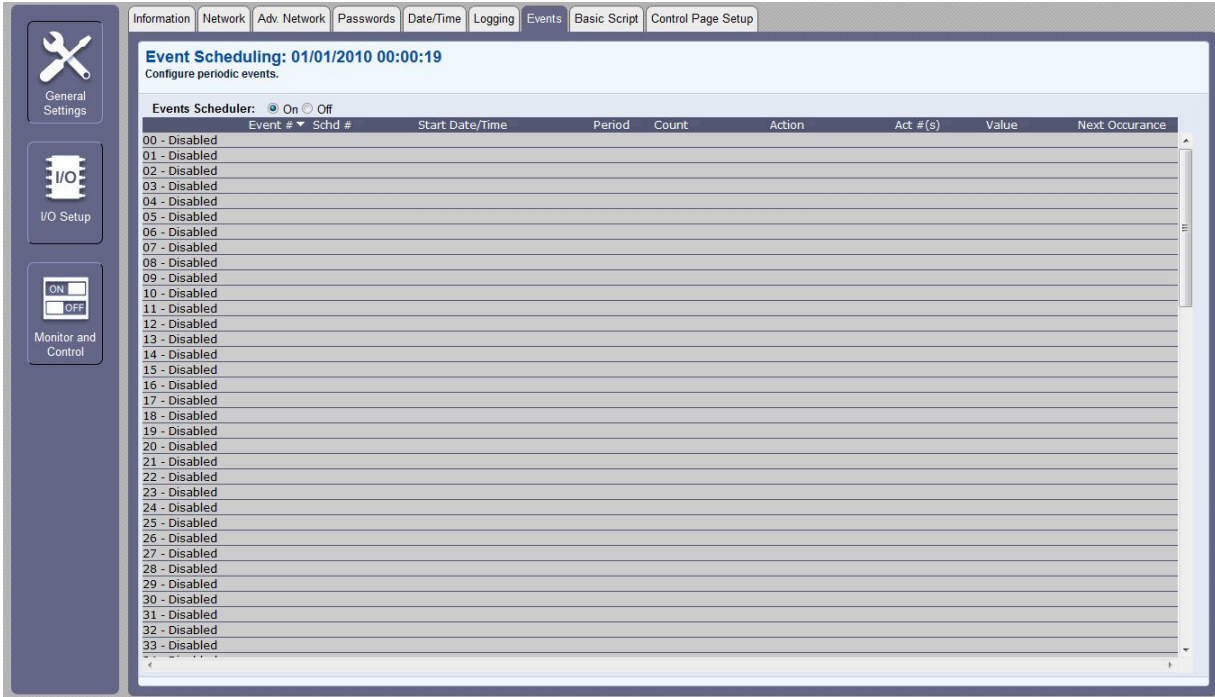 Information Network Adv. Network Passwords Date/Time Logging Events Basic Script Control Page Setup
General
Settings
I/O
I/O Setup
ON
OFF
Monitor and
Control
Event Scheduling: 01/01/2010 00:00:19
Configure periodic events.
Events Scheduler: On Off
Event # Schd # Start Date/Time Period Count Action Act #(s) Value Next Occurance
00 - Disabled
01 - Disabled
02 - Disabled
03 - Disabled
04 - Disabled
05 - Disabled
06 - Disabled
07 - Disabled
08 - Disabled
09 - Disabled
10 - Disabled
11 - Disabled
12 - Disabled
13 - Disabled
14 - Disabled
15 - Disabled
16 - Disabled
17 - Disabled
18 - Disabled
19 - Disabled
20 - Disabled
21 - Disabled
22 - Disabled
23 - Disabled
24 - Disabled
25 - Disabled
26 - Disabled
27 - Disabled
28 - Disabled
29 - Disabled
30 - Disabled
31 - Disabled
32 - Disabled
33 - Disabled